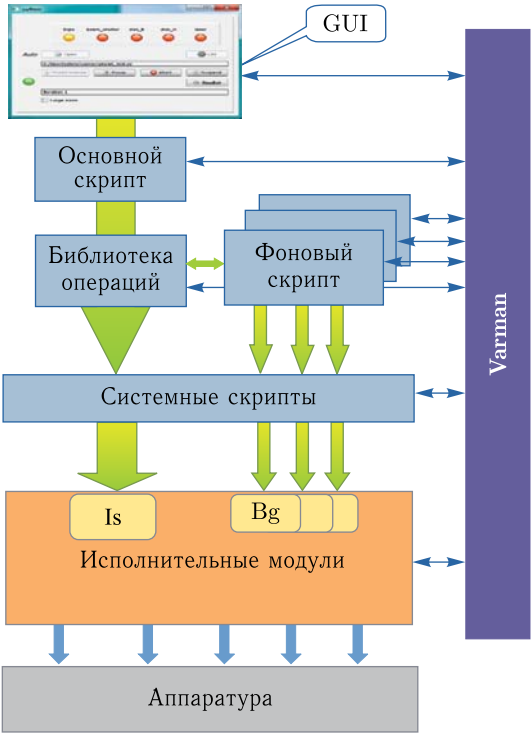 GUI
Основной
скрипт
Библиотека
операций
Фоновый
скрипт
Varman
Системные скрипты
Is
Bg
Исполнительные модули
Аппаратура